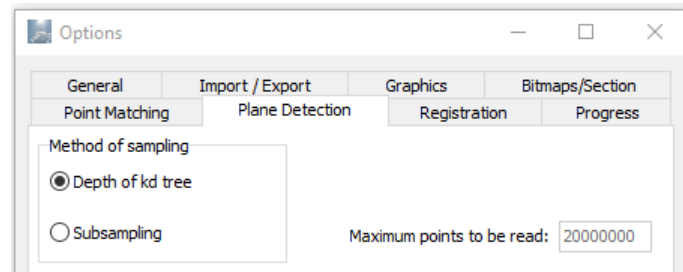 Options
General Import / Export Graphics Bitmaps/Section
Point Matching Plane Detection Registration Progress
Method of sampling
Depth of kd tree
Subsampling Maximum points to be read: 20000000